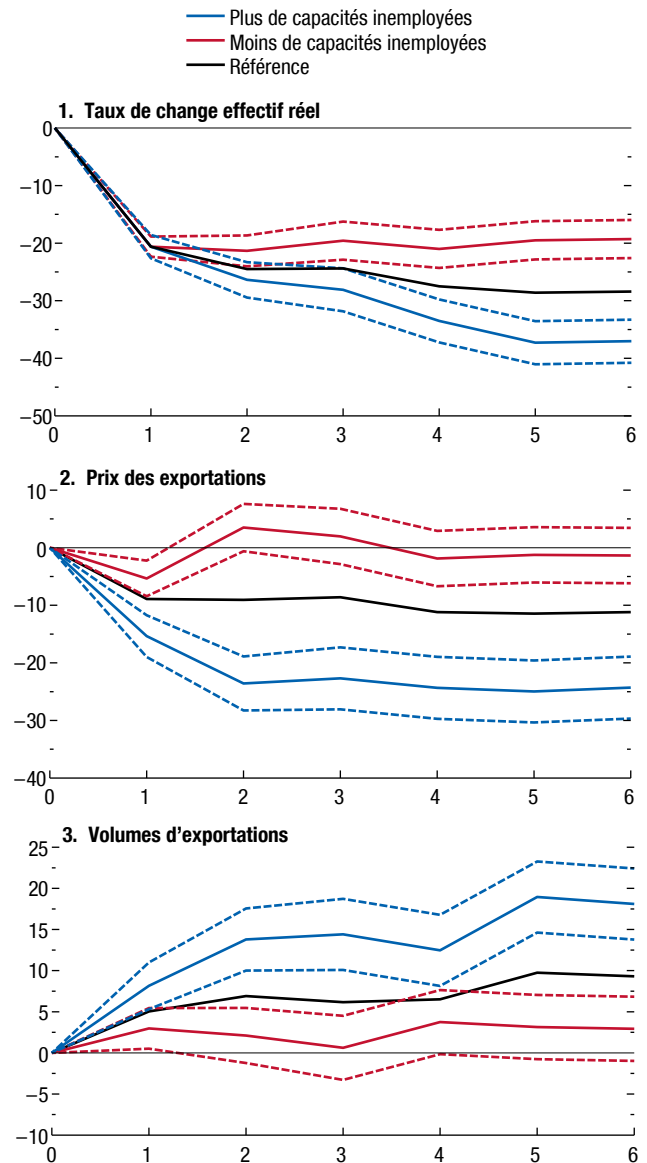 Plus de capacités inemployées
Moins de capacités inemployées
Référence
1. Taux de change effectif réel
0
–10
–20
–30
–40
–50
0 1 2 3 4 5 6
2. Prix des exportations
10
0
–10
–20
–30
–40
0 1 2 3 4 5 6
3. Volumes d'exportations
25
20
15
10
5
0
–5
–10
0 1 2 3 4 5 6